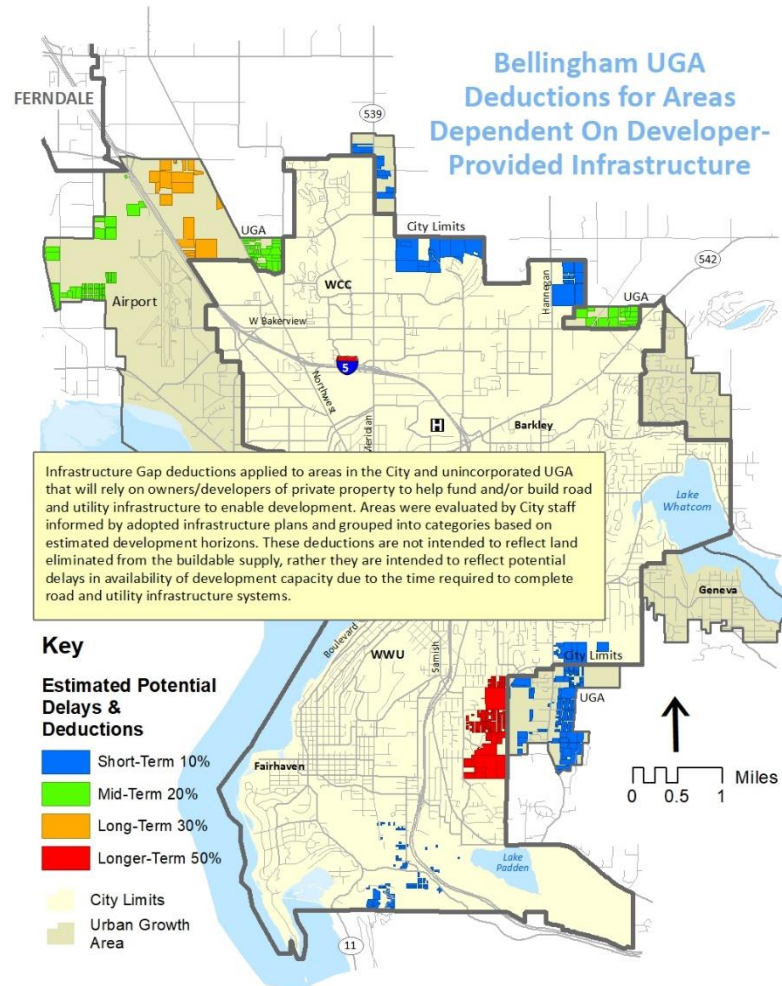 Bellingham UGA
Deductions for Areas
Dependent On Developer-
Provided Infrastructure
FERNDALE
539
UGA
City Limits
542
WCC
Hannegan
UGA
Airport
W Bakerview
5
Northwest
Meridian
H
Barkley
Infrastructure Gap deductions applied to areas in the City and unincorporated UGA
that will rely on owners/developers of private property to help fund and/or build road
and utility infrastructure to enable development. Areas were evaluated by City staff
informed by adopted infrastructure plans and grouped into categories based on
estimated development horizons. These deductions are not intended to reflect land
eliminated from the buildable supply, rather they are intended to reflect potential
delays in availability of development capacity due to the time required to complete
road and utility infrastructure systems.
Lake
Whatcom
Geneva
Boulevard
WWU
Samish
City Limits
UGA
Fairhaven
Lake
Padden
11
Key
Estimated Potential
Delays &
Deductions
Short-Term 10%
Mid-Term 20%
Long-Term 30%
Longer-Term 50%
City Limits
Urban Growth
Area
Miles
0 0.5 1